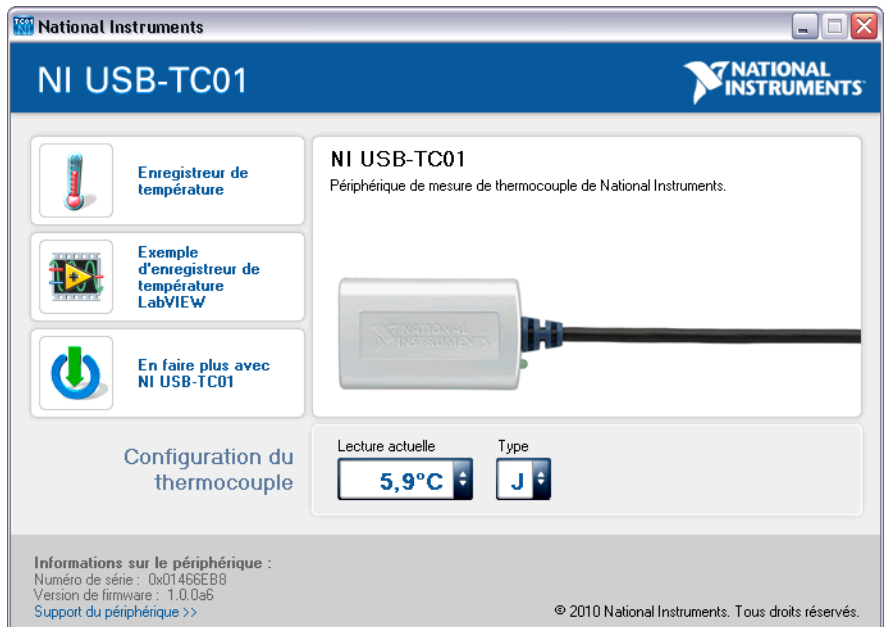 National Instruments
NI USB-TC01
NATIONAL
INSTRUMENTS
Enregistreur de
température
Exemple
d'enregistreur de
température
LabVIEW
En faire plus avec
NI USB-TC01
NI USB-TC01
Périphérique de mesure de thermocouple de National Instruments.
NATIONAL
INSTRUMENTS
Configuration du
thermocouple
Lecture actuelle
Type
5,9°C
J
Informations sur le périphérique :
Numéro de série : 0x01466EB8
Version de firmware : 1.0.0a6
Support du périphérique >>
© 2010 National Instruments. Tous droits réservés.